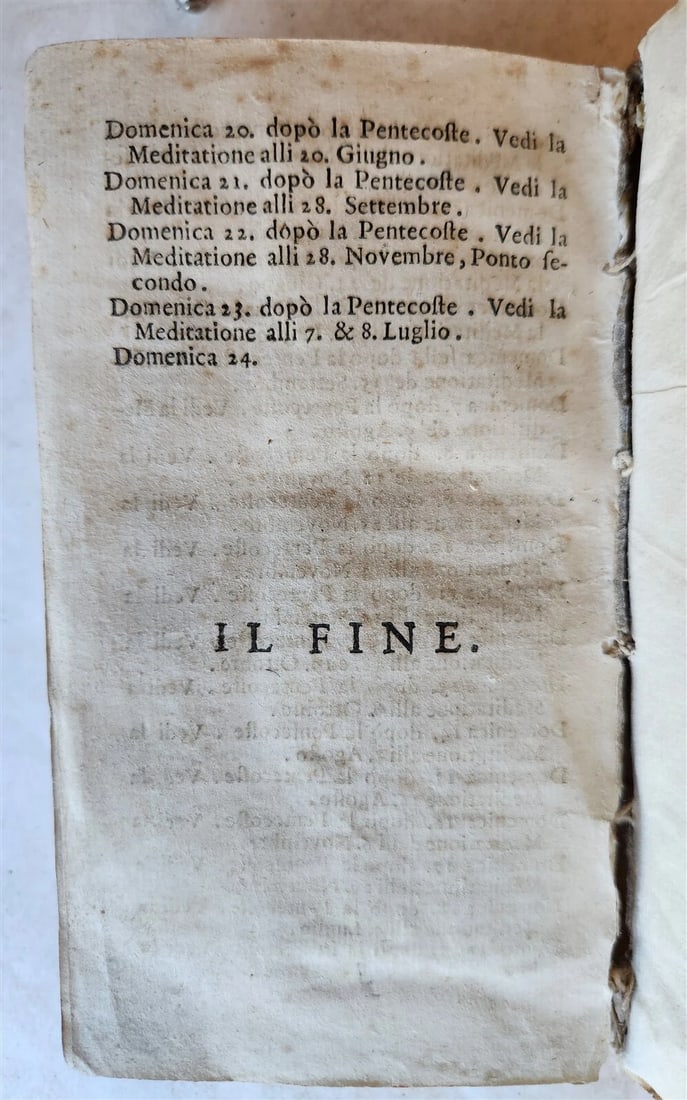 Domenica 20. dopò la Pentecoſte. Vedi la
Meditatione alli 20. Giugno.
Domenica 21. dopò la Pentecoſte. Vedi la
Meditatione alli 28. Settembre.
Domenica 22. dopò la Pentecoſte. Vedi la
Meditatione alli 28. Novembre, Ponto ſe-
condo.
Domenica 23. dopò la Pentecoſte. Vedi la
Meditatione alli 7. & 8. Luglio.
Domenica 24.
IL FINE.